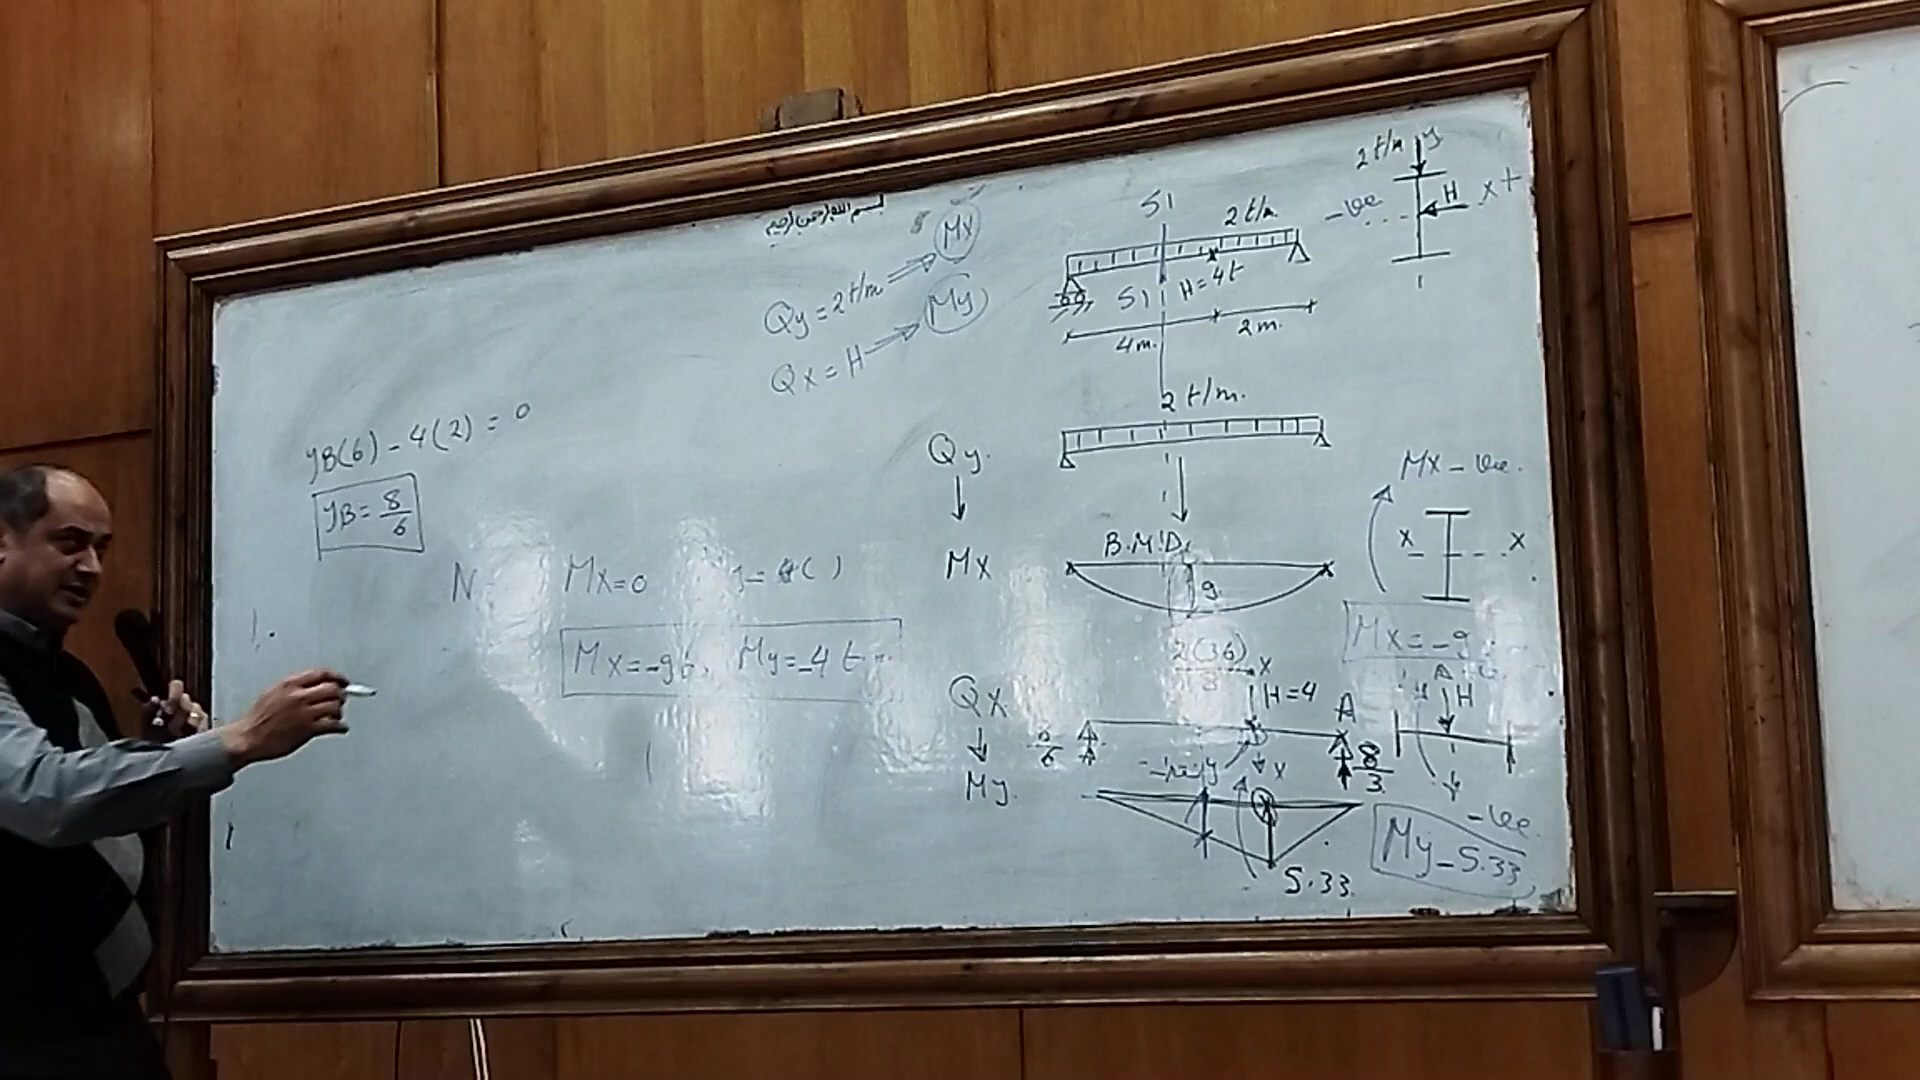 بسم الله الرحمن الرحيم
Qy = 2 t/m ⇒ Mx
Qx = H ⇒ My
S1
2 t/m
S1
H = 4t
4m.
2m.
2 t/m
y
-ve
H
x +
yB(6) - 4(2) = 0
yB = 8/6
2 t/m.
Qy.
↓
Mx
B.M.D
9
2(36)/8
Mx - ve.
x
x
Mx = -9
N
Mx=0
Mx = -9t.
My = -4 t.m.
Qx
↓
My.
x
H=4
A
8/6
8/3
-ve
y
x
H
-ve.
5.33
My - 5.33